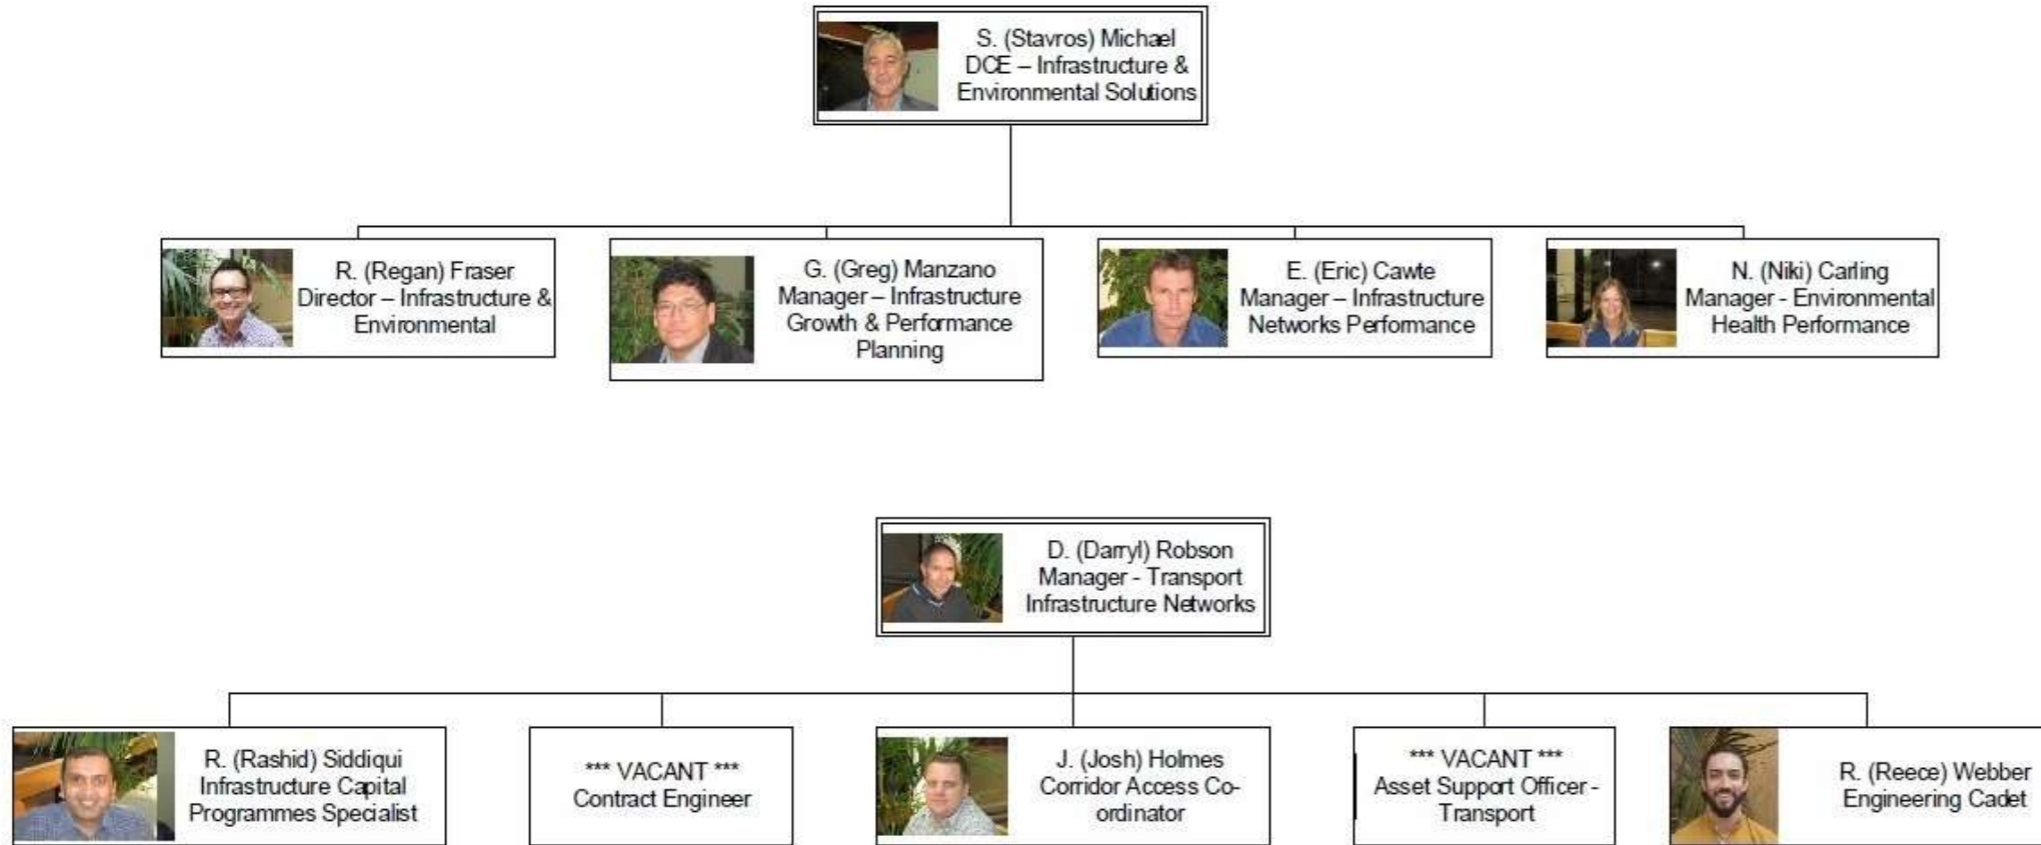 S. (Stavros) Michael
DCE – Infrastructure &
Environmental Solutions
R. (Regan) Fraser
Director – Infrastructure &
Environmental
G. (Greg) Manzano
Manager – Infrastructure
Growth & Performance
Planning
E. (Eric) Cawte
Manager – Infrastructure
Networks Performance
N. (Niki) Carling
Manager - Environmental
Health Performance
D. (Darryl) Robson
Manager - Transport
Infrastructure Networks
R. (Rashid) Siddiqui
Infrastructure Capital
Programmes Specialist
*** VACANT ***
Contract Engineer
J. (Josh) Holmes
Corridor Access Co-
ordinator
*** VACANT ***
Asset Support Officer -
Transport
R. (Reece) Webber
Engineering Cadet